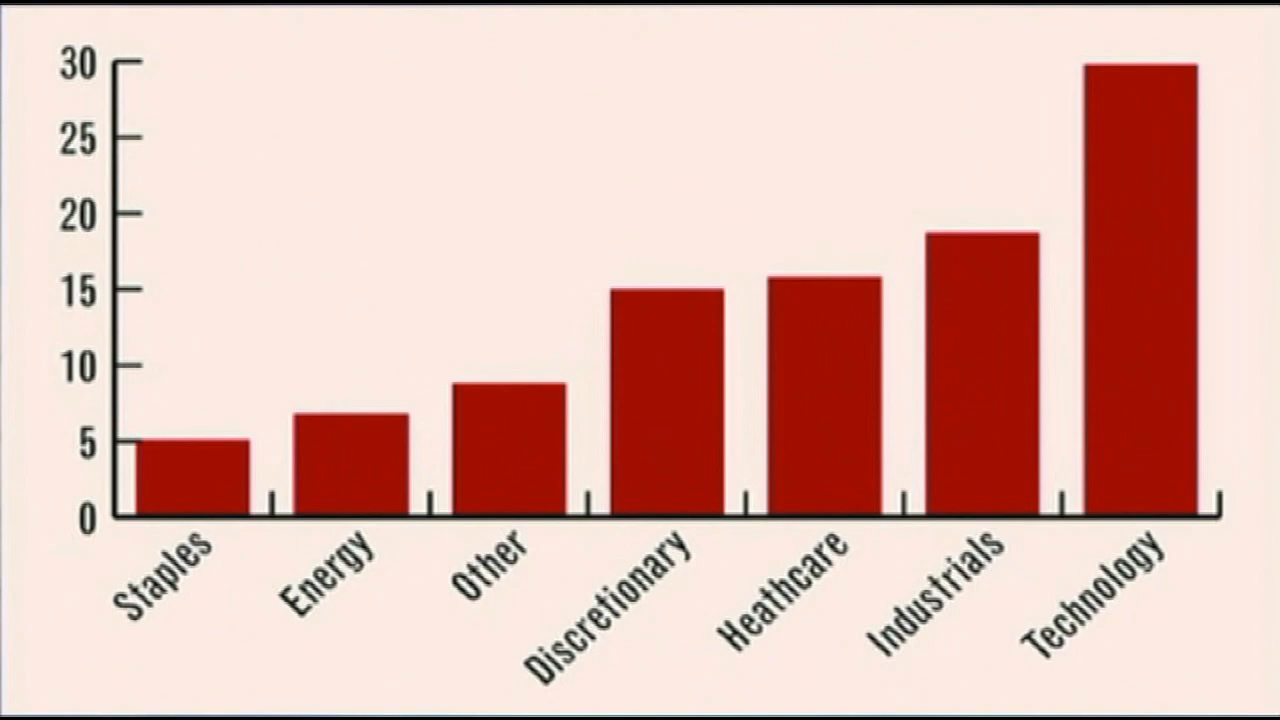 30
25
20
15
10
5
0
Staples
Energy
Other
Discretionary
Heathcare
Industrials
Technology